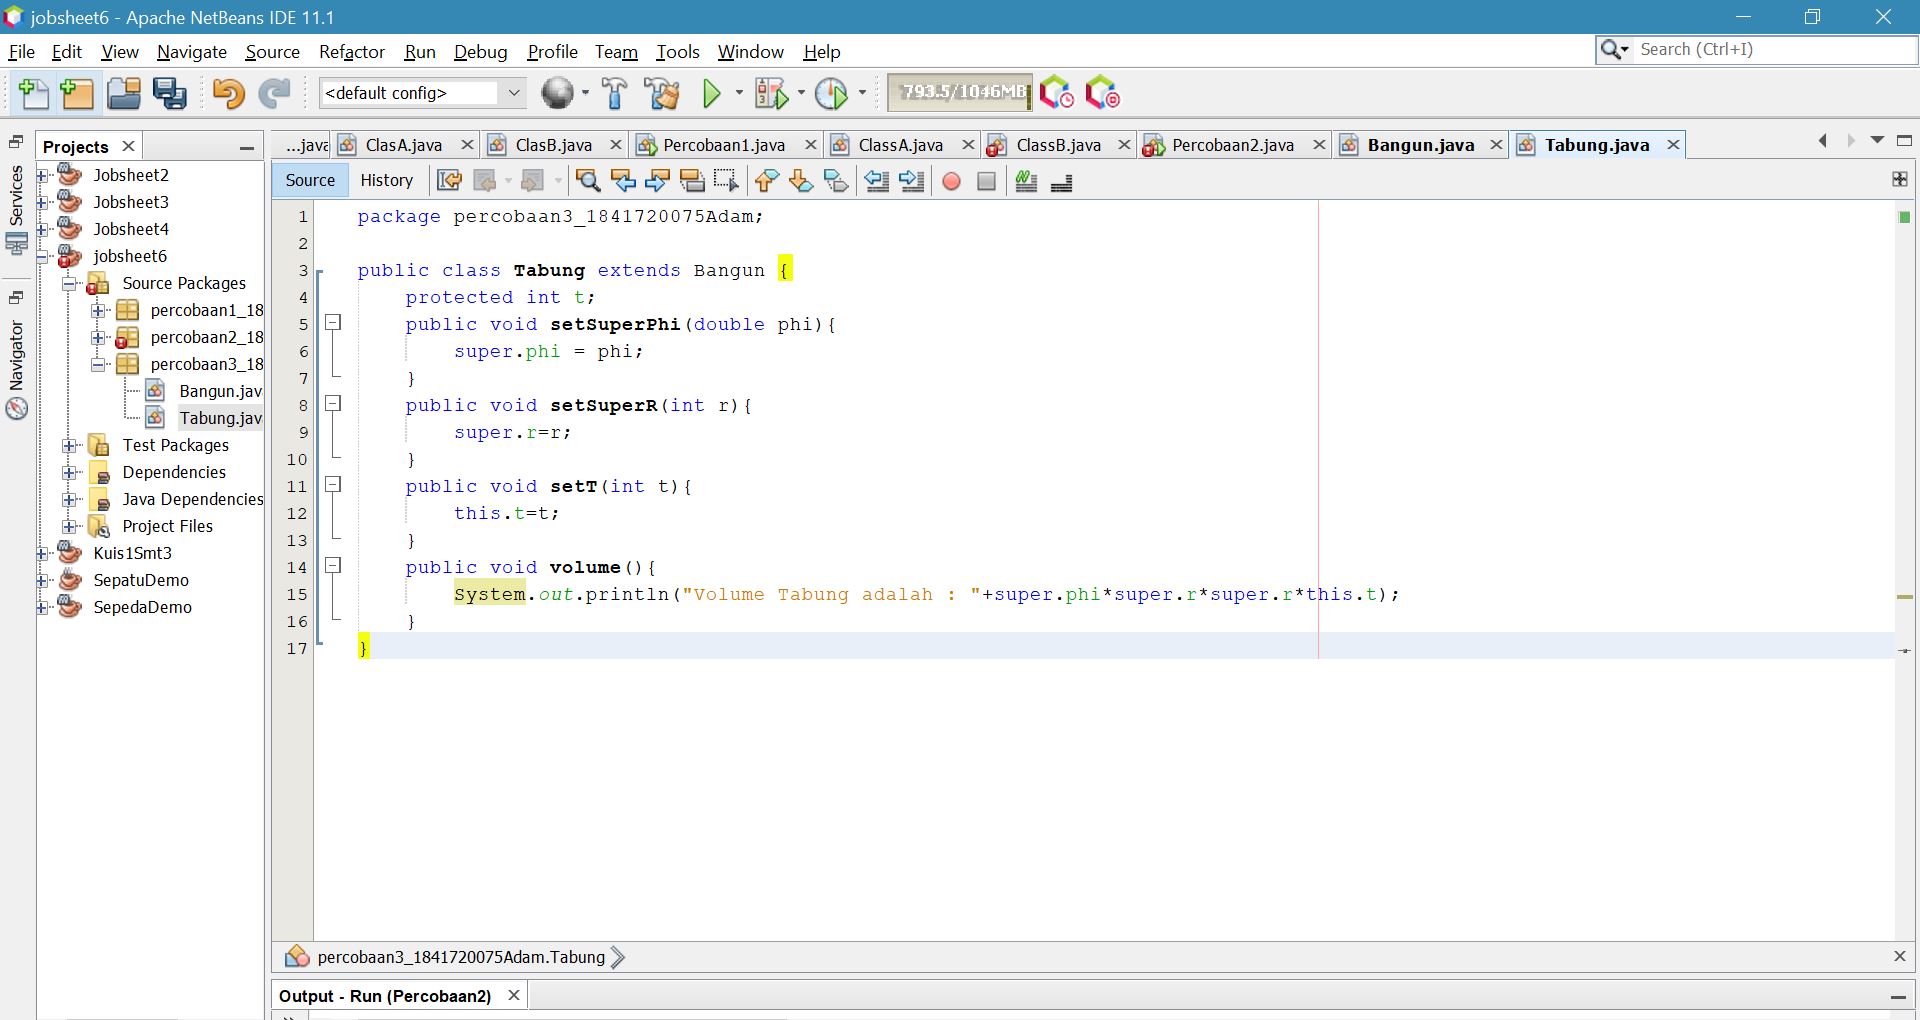 jobsheet6 - Apache NetBeans IDE 11.1
File Edit View Navigate Source Refactor Run Debug Profile Team Tools Window Help
Search (Ctrl+I)
<default config>
793.5/1046MB
Services
Navigator
Projects
Jobsheet2
Jobsheet3
Jobsheet4
jobsheet6
Source Packages
percobaan1_18
percobaan2_18
percobaan3_18
Bangun.jav
Tabung.jav
Test Packages
Dependencies
Java Dependencies
Project Files
Kuis1Smt3
SepatuDemo
SepedaDemo
...java ClasA.java ClasB.java Percobaan1.java ClassA.java ClassB.java Percobaan2.java Bangun.java Tabung.java
Source History
1 package percobaan3_1841720075Adam;
2
3 public class Tabung extends Bangun {
4 protected int t;
5 public void setSuperPhi(double phi){
6 super.phi = phi;
7 }
8 public void setSuperR(int r){
9 super.r=r;
10 }
11 public void setT(int t){
12 this.t=t;
13 }
14 public void volume(){
15 System.out.println("Volume Tabung adalah : "+super.phi*super.r*super.r*this.t);
16 }
17 }
percobaan3_1841720075Adam.Tabung
Output - Run (Percobaan2)